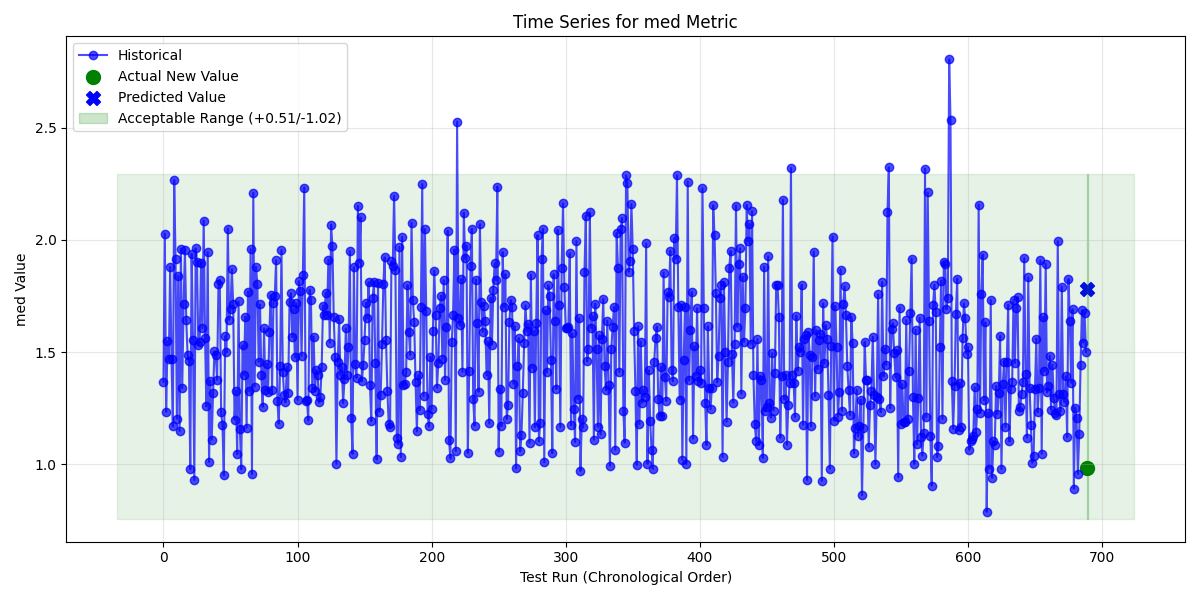 Time Series for med Metric
Historical
Actual New Value
Predicted Value
Acceptable Range (+0.51/-1.02)
med Value
2.5
2.0
1.5
1.0
0
100
200
300
400
500
600
700
Test Run (Chronological Order)